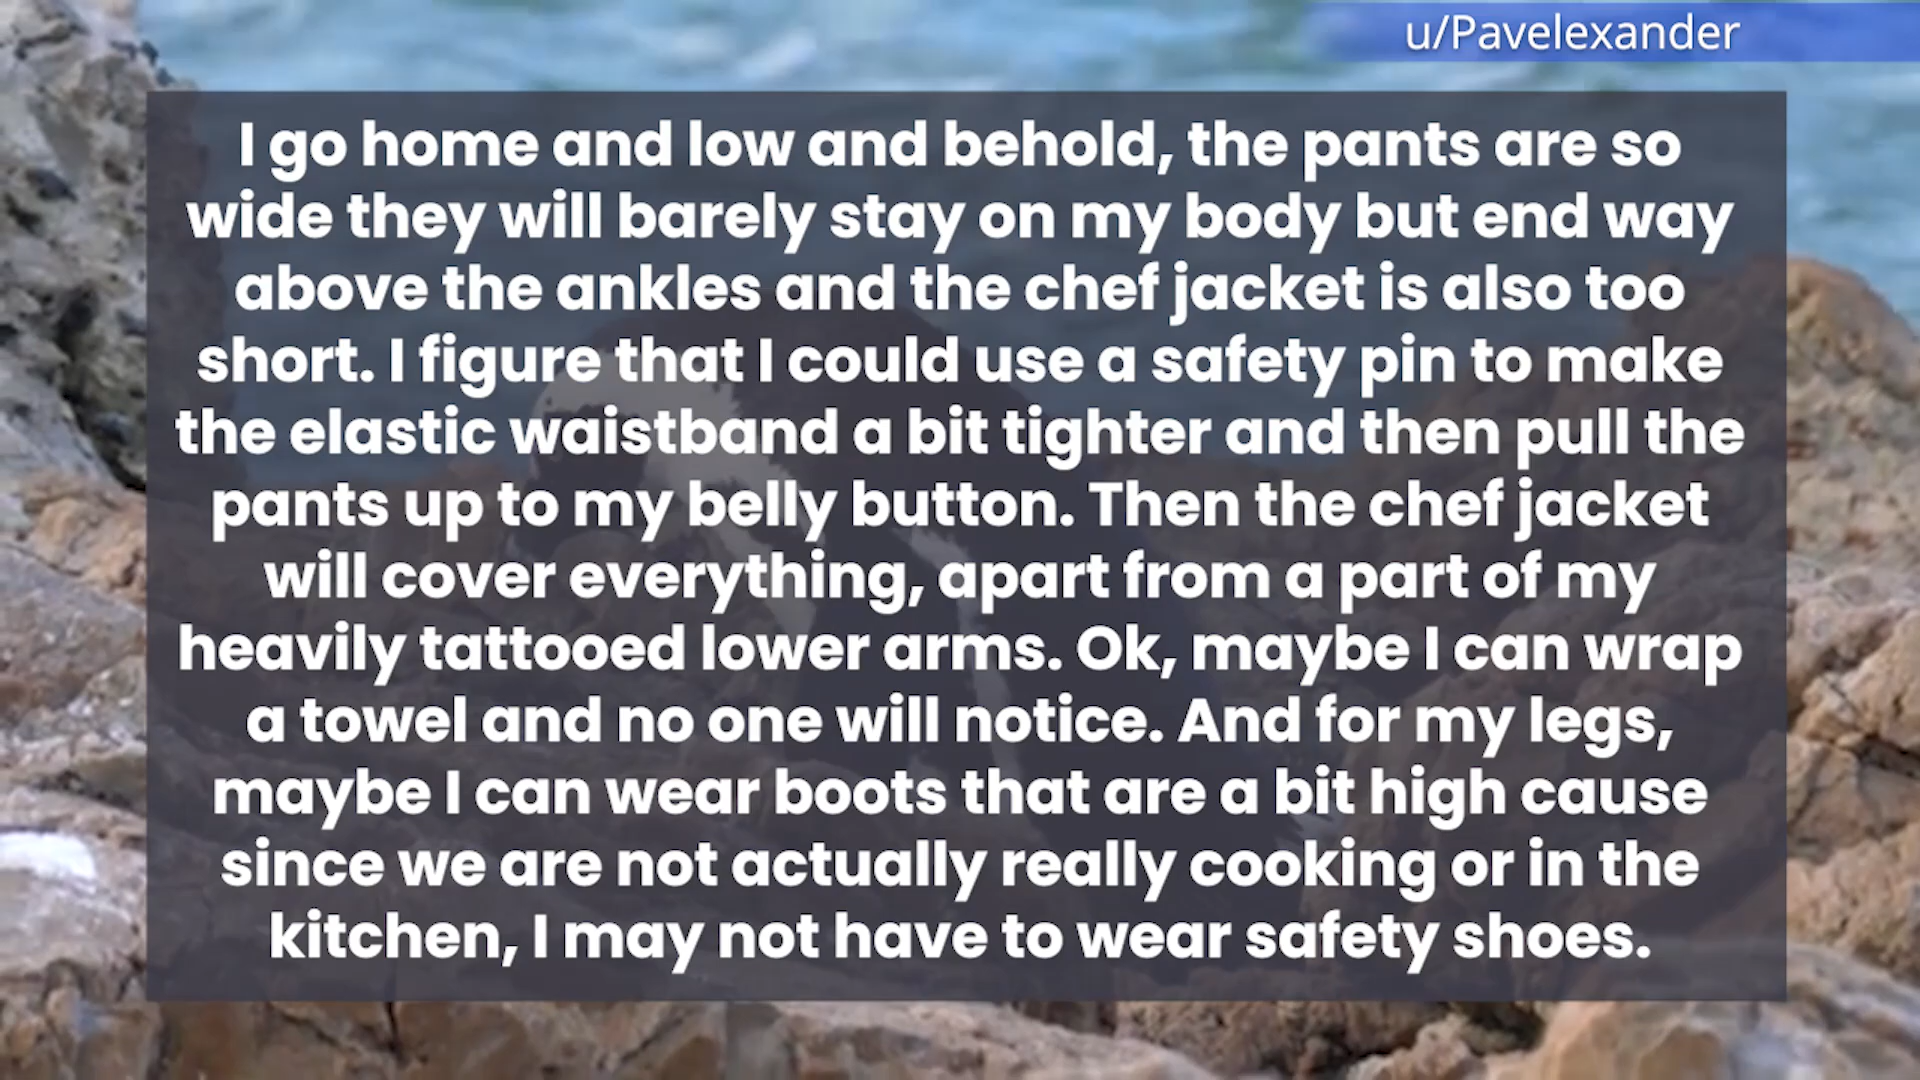 u/Pavelexander
I go home and low and behold, the pants are so
wide they will barely stay on my body but end way
above the ankles and the chef jacket is also too
short. I figure that I could use a safety pin to make
the elastic waistband a bit tighter and then pull the
pants up to my belly button. Then the chef jacket
will cover everything, apart from a part of my
heavily tattooed lower arms. Ok, maybe I can wrap
a towel and no one will notice. And for my legs,
maybe I can wear boots that are a bit high cause
since we are not actually really cooking or in the
kitchen, I may not have to wear safety shoes.